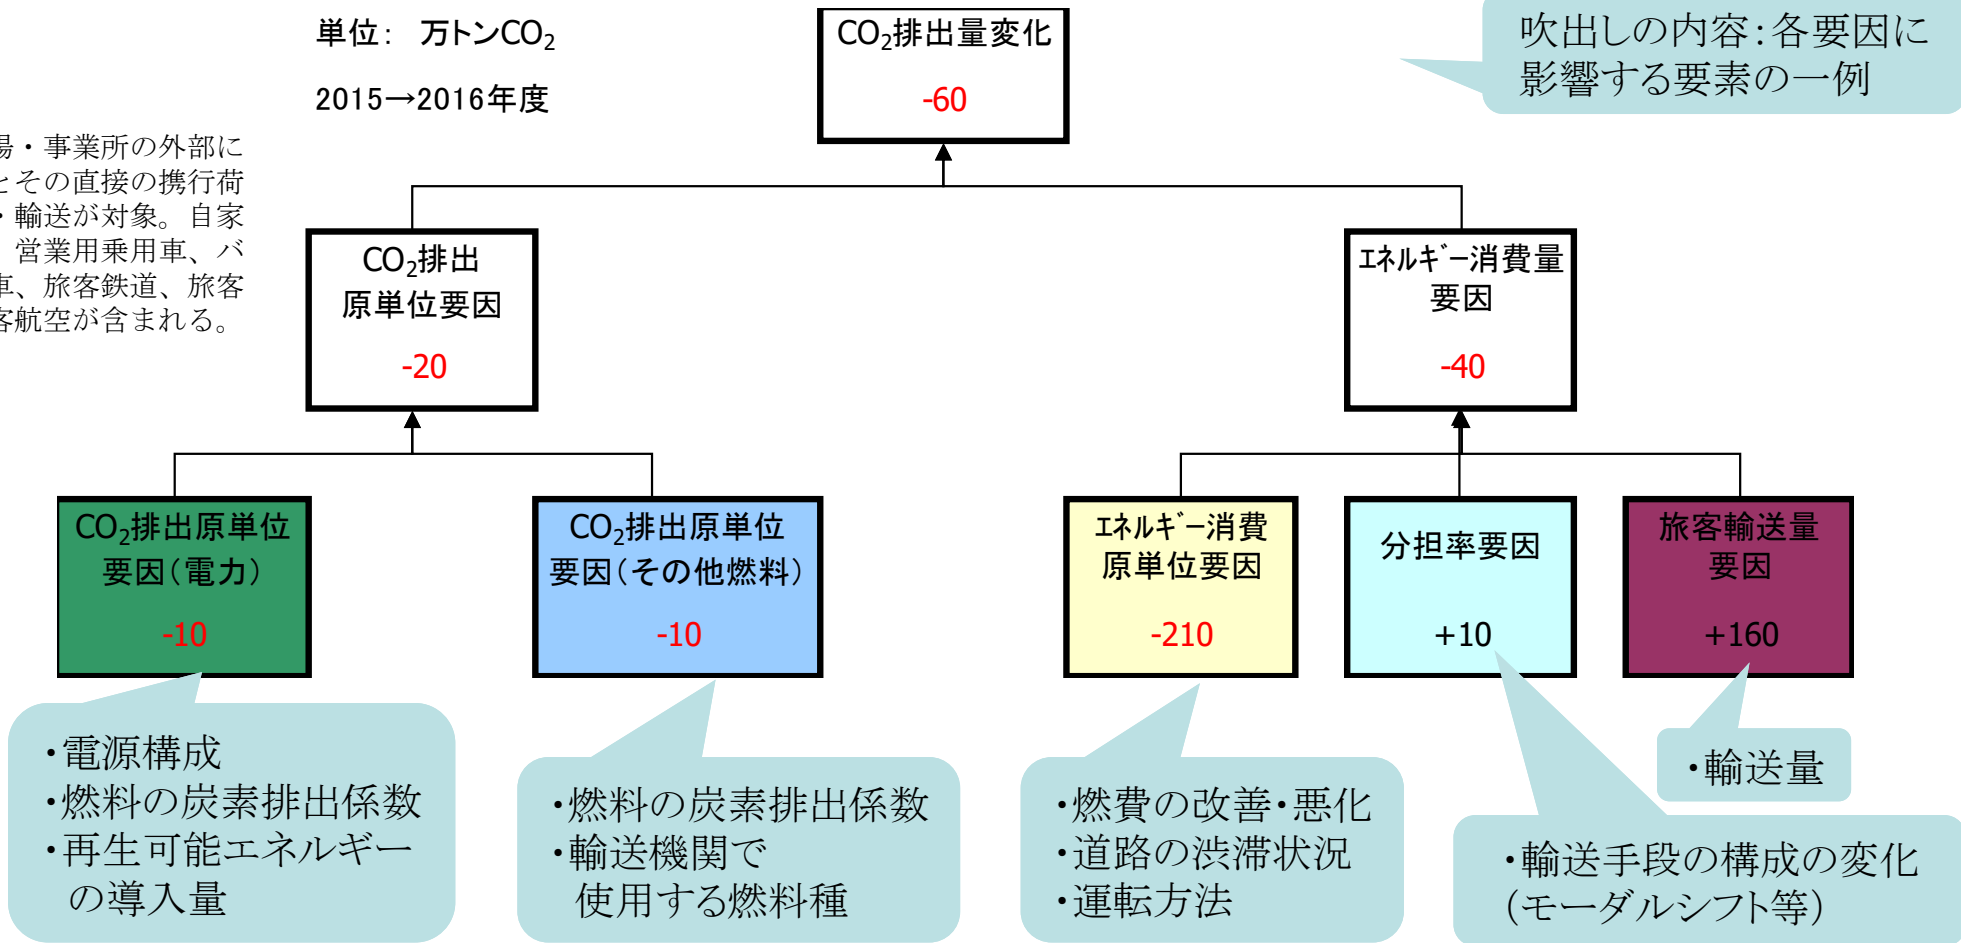 単位： 万トンCO₂
2015→2016年度
CO₂排出量変化
-60
吹出しの内容：各要因に
影響する要素の一例
場・事業所の外部に
とその直接の携行荷
・輸送が対象。自家
、営業用乗用車、バ
車、旅客鉄道、旅客
客航空が含まれる。
CO₂排出
原単位要因
-20
ｴﾈﾙｷﾞｰ消費量
要因
-40
CO₂排出原単位
要因（電力）
-10
CO₂排出原単位
要因（その他燃料）
-10
ｴﾈﾙｷﾞｰ消費
原単位要因
-210
分担率要因
+10
旅客輸送量
要因
+160
・電源構成
・燃料の炭素排出係数
・再生可能エネルギー
の導入量
・燃料の炭素排出係数
・輸送機関で
使用する燃料種
・燃費の改善・悪化
・道路の渋滞状況
・運転方法
・輸送量
・輸送手段の構成の変化
（モーダルシフト等）